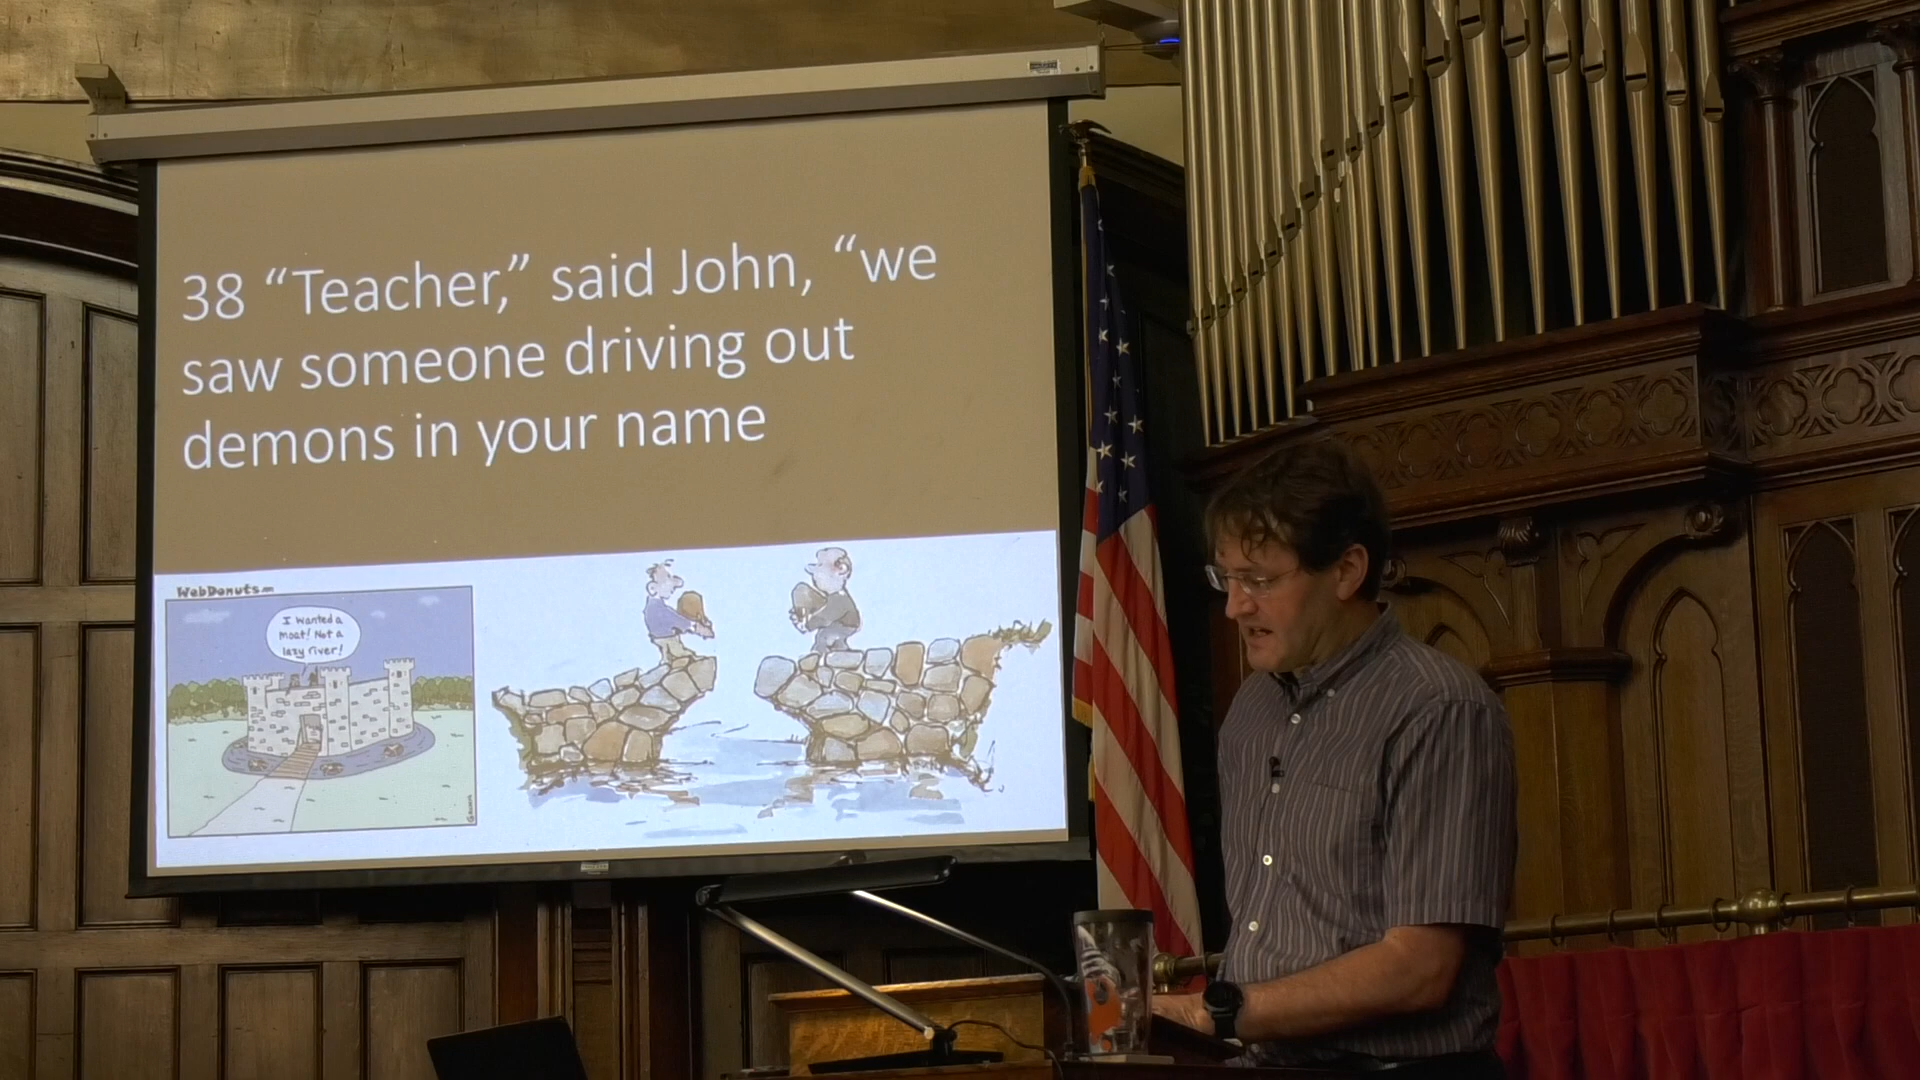 38 “Teacher,” said John, “we
saw someone driving out
demons in your name
WebDonuts.com
I wanted a
moat! Not a
lazy river!